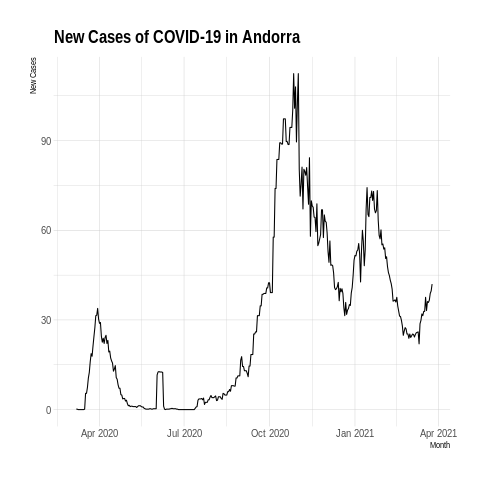 New Cases of COVID-19 in Andorra
New Cases
90
60
30
0
Apr 2020 Jul 2020 Oct 2020 Jan 2021 Apr 2021
Month